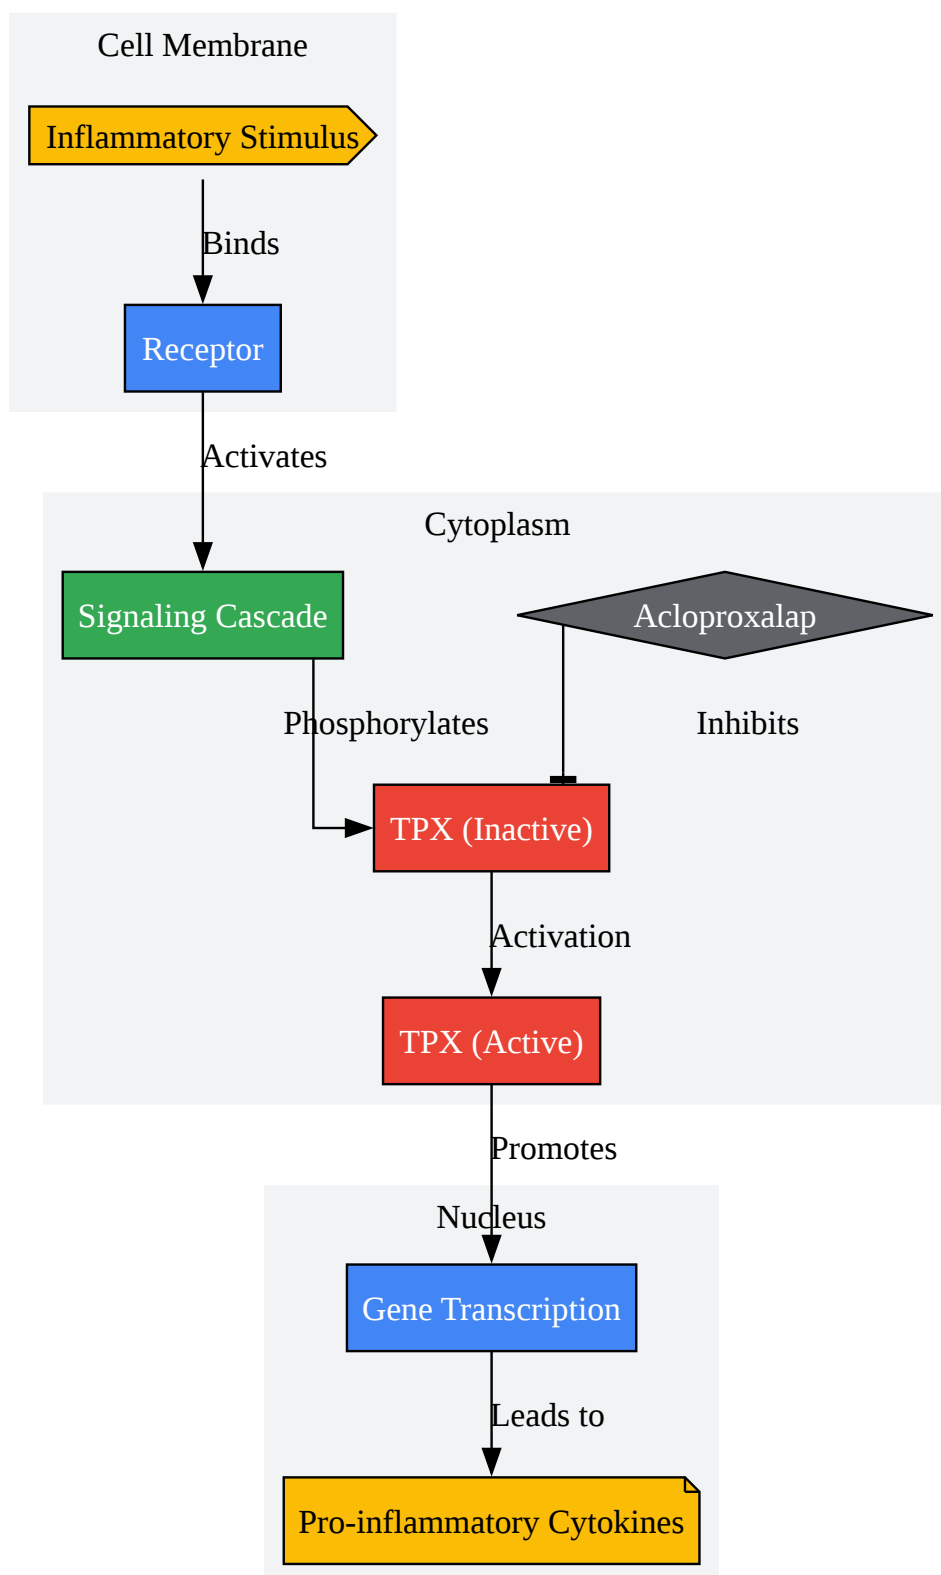 Cell Membrane
Inflammatory Stimulus
Binds
Receptor
Activates
Cytoplasm
Signaling Cascade
Acloproxalap
Phosphorylates
Inhibits
TPX (Inactive)
Activation
TPX (Active)
Promotes
Nucleus
Gene Transcription
Leads to
Pro-inflammatory Cytokines